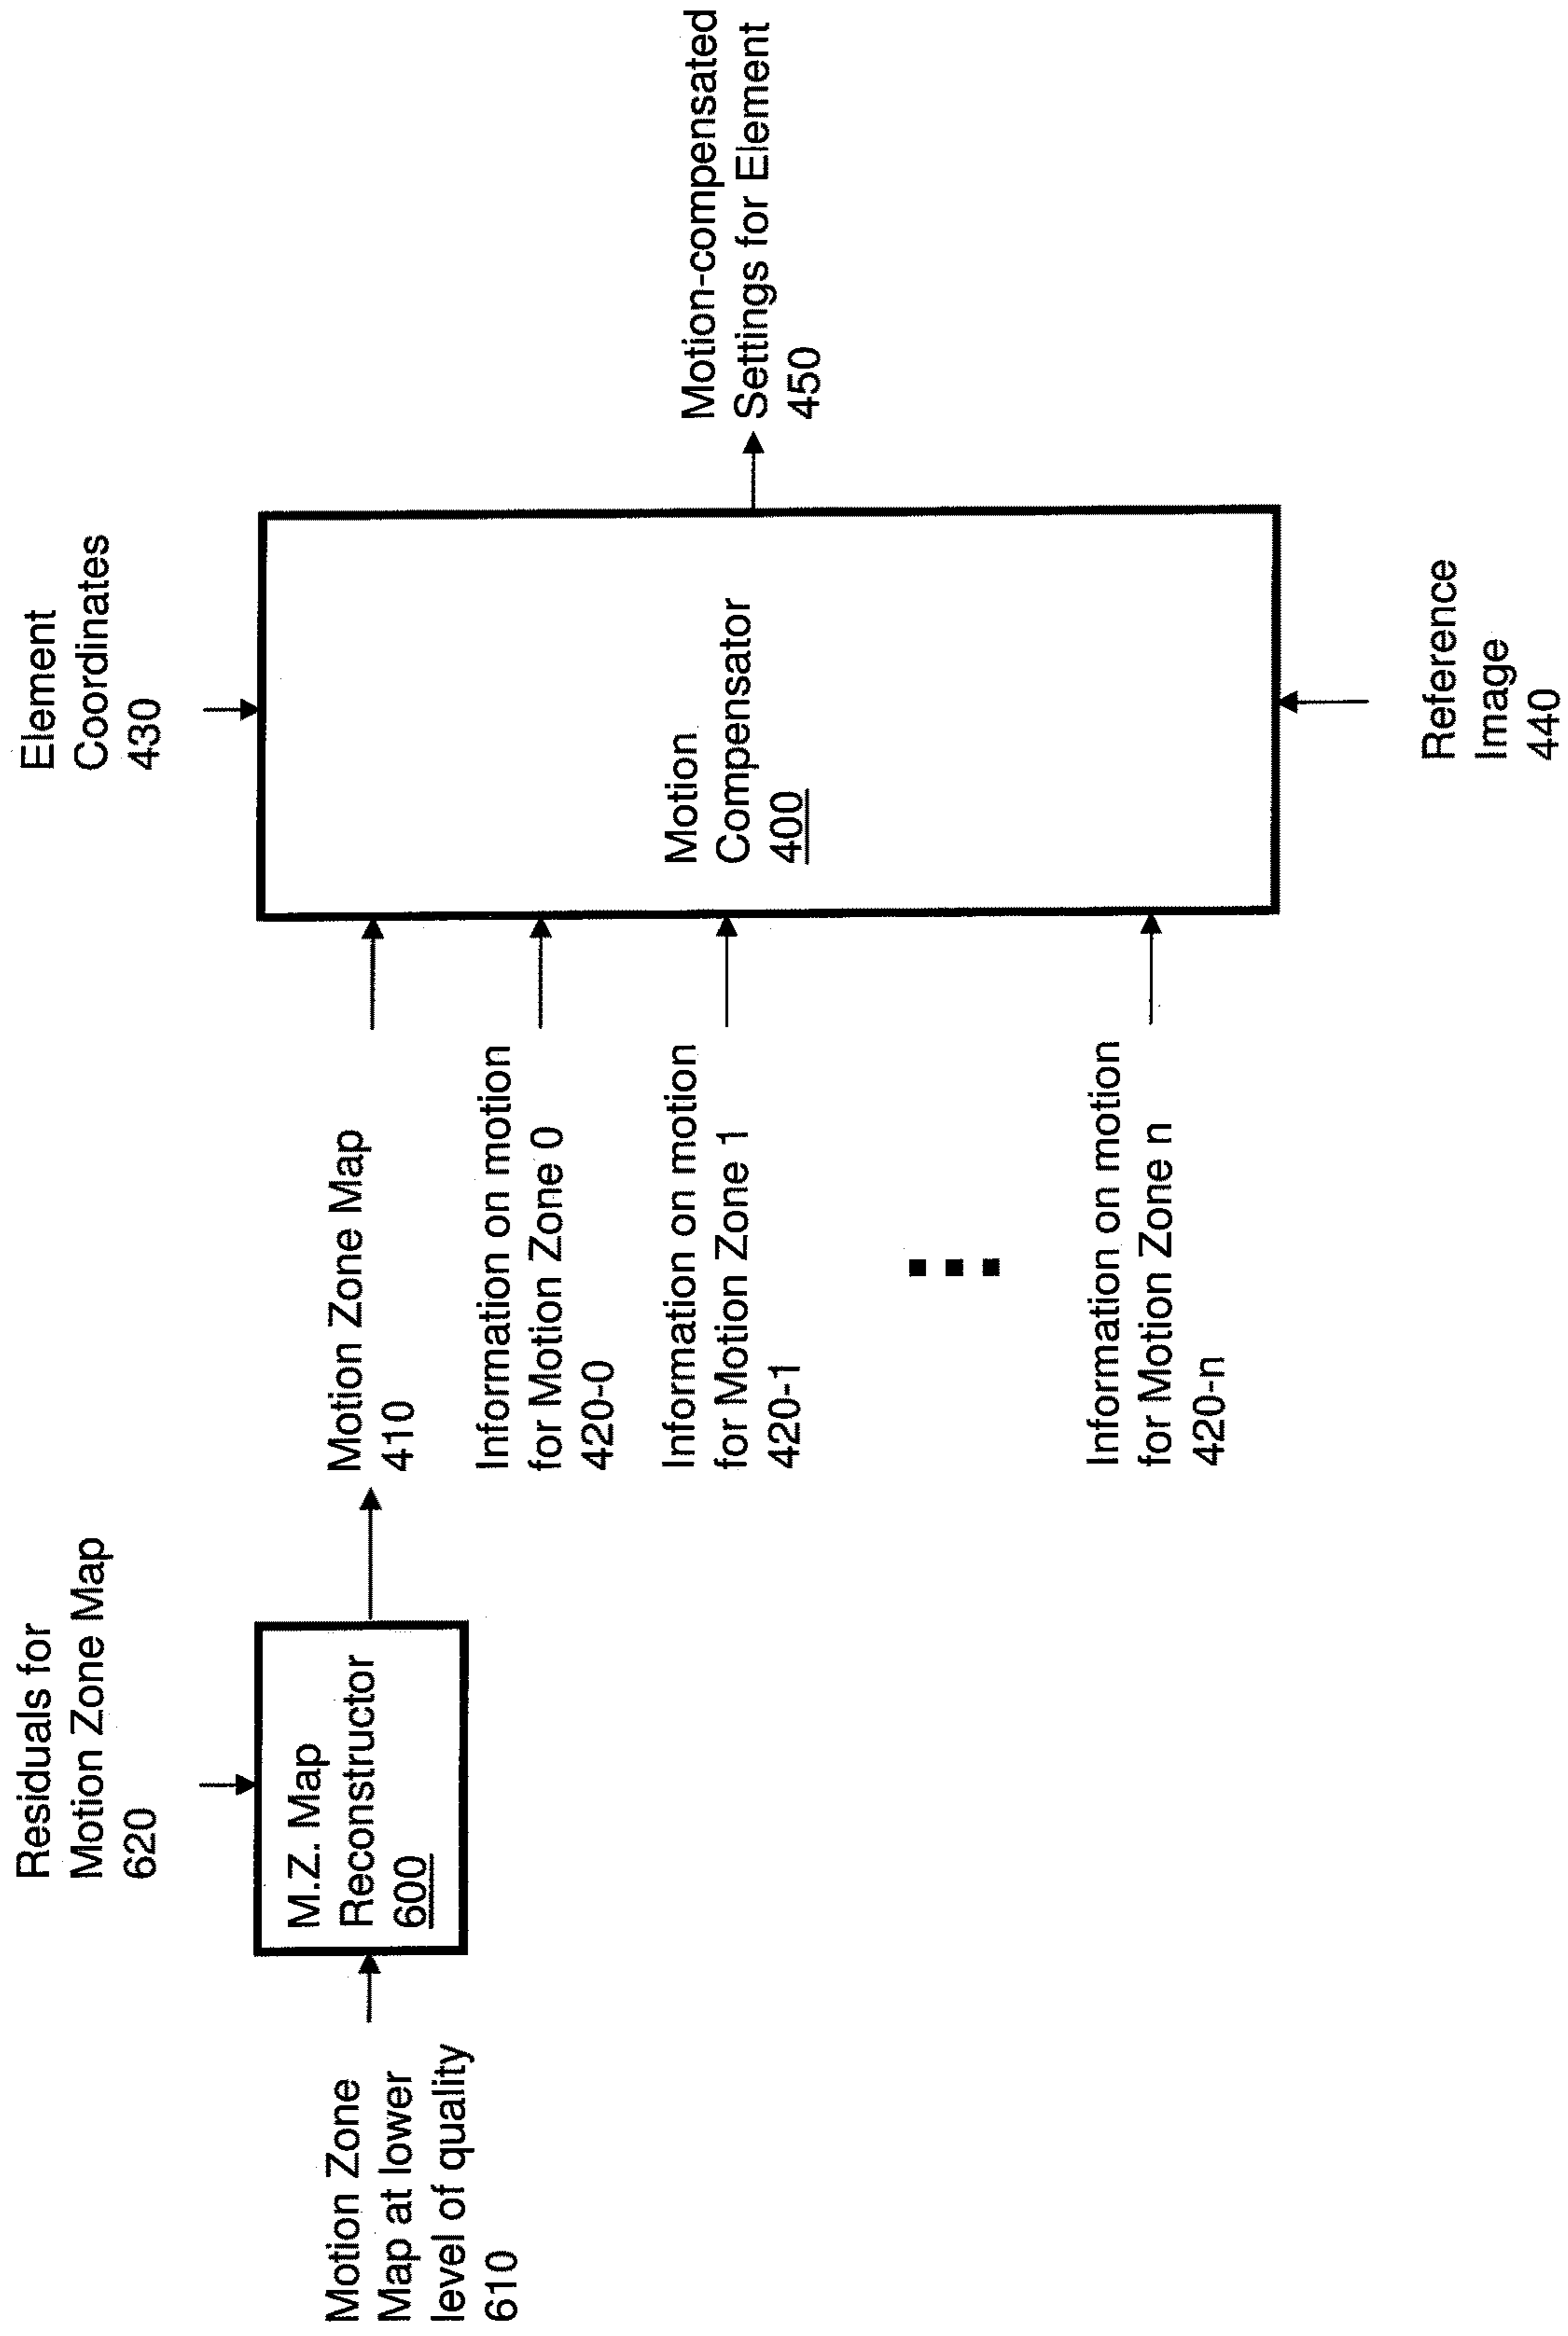 Residuals for
Motion Zone Map
620
Motion Zone
Map at lower
level of quality
610
M.Z. Map
Reconstructor
600
Motion Zone Map
410
Information on motion
for Motion Zone 0
420-0
Information on motion
for Motion Zone 1
420-1
Information on motion
for Motion Zone n
420-n
Element
Coordinates
430
Motion
Compensator
400
Reference
Image
440
Motion-compensated
Settings for Element
450